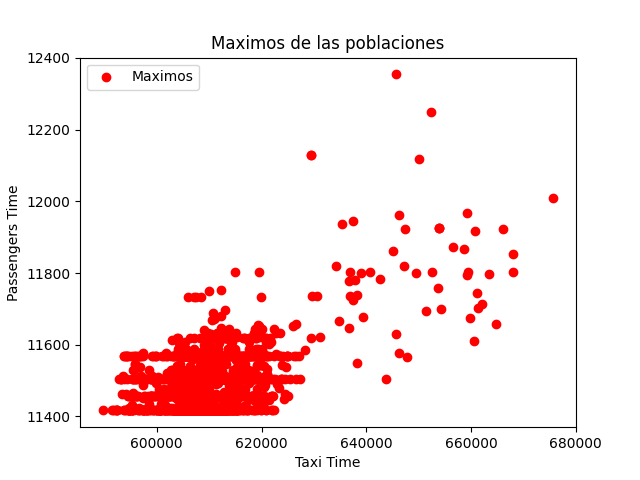 Maximos de las poblaciones
Maximos
12400
12200
12000
11800
11600
11400
Passengers Time
600000 620000 640000 660000 680000
Taxi Time